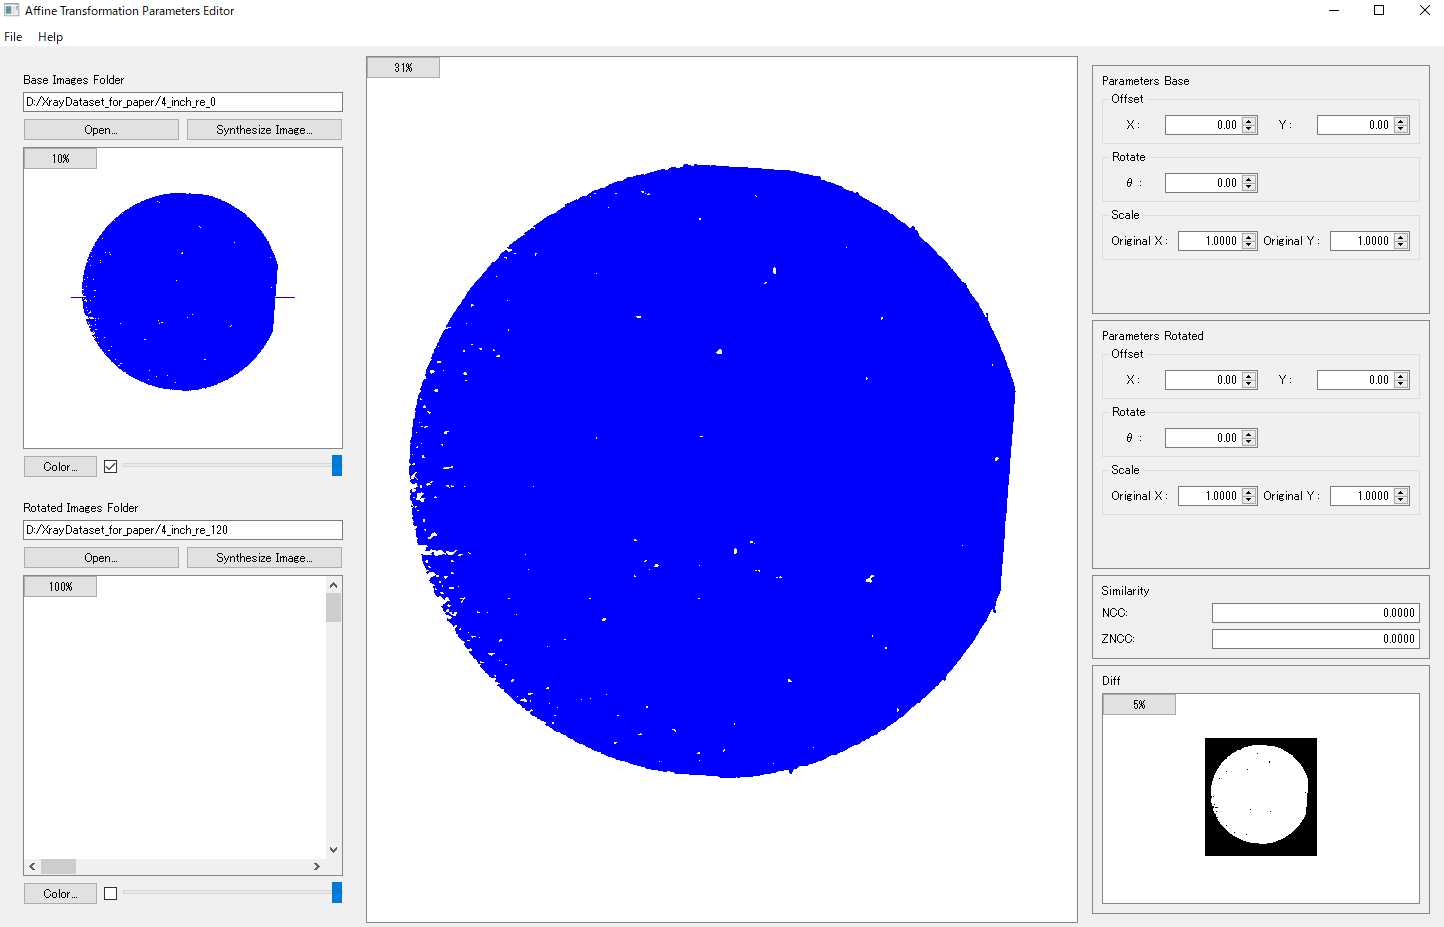 Affine Transformation Parameters Editor
File Help
Base Images Folder
D:/XrayDataset_for_paper/4_inch_re_0
Open... Synthesize Image...
10%
Color...
Rotated Images Folder
D:/XrayDataset_for_paper/4_inch_re_120
Open... Synthesize Image...
100%
Color...
31%
Parameters Base
Offset
X : 0.00 Y : 0.00
Rotate
θ : 0.00
Scale
Original X : 1.0000 Original Y : 1.0000
Parameters Rotated
Offset
X : 0.00 Y : 0.00
Rotate
θ : 0.00
Scale
Original X : 1.0000 Original Y : 1.0000
Similarity
NCC: 0.0000
ZNCC: 0.0000
Diff
5%